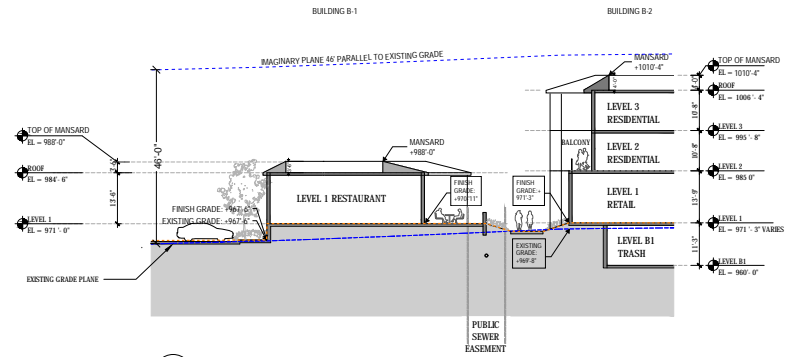 BUILDING B-1
BUILDING B-2
IMAGINARY PLANE 46' PARALLEL TO EXISTING GRADE
MANSARD
+1010'-4"
TOP OF MANSARD
EL = 1010'-4"
4'-0"
4'-0"
ROOF
EL = 1006'- 4"
LEVEL 3
RESIDENTIAL
10'-8"
LEVEL 3
EL = 995'- 8"
TOP OF MANSARD
EL = 988'-0"
46'-0"
MANSARD
+988'-0"
BALCONY
LEVEL 2
RESIDENTIAL
10'-8"
ROOF
EL = 984'- 6"
LEVEL 2
EL = 985 0"
13'-6"
LEVEL 1 RESTAURANT
FINISH
GRADE:
+970'11"
FINISH
GRADE:+
971'-3"
LEVEL 1
RETAIL
13'-9"
FINISH GRADE: +967'-6"
EXISTING GRADE: +967'-6"
LEVEL 1
EL = 971'- 0"
LEVEL 1
EL = 971'- 3" VARIES
EXISTING
GRADE:
+969'-8"
LEVEL B1
TRASH
11'-3"
LEVEL B1
EL = 960'- 0"
EXISTING GRADE PLANE
PUBLIC
SEWER
EASEMENT